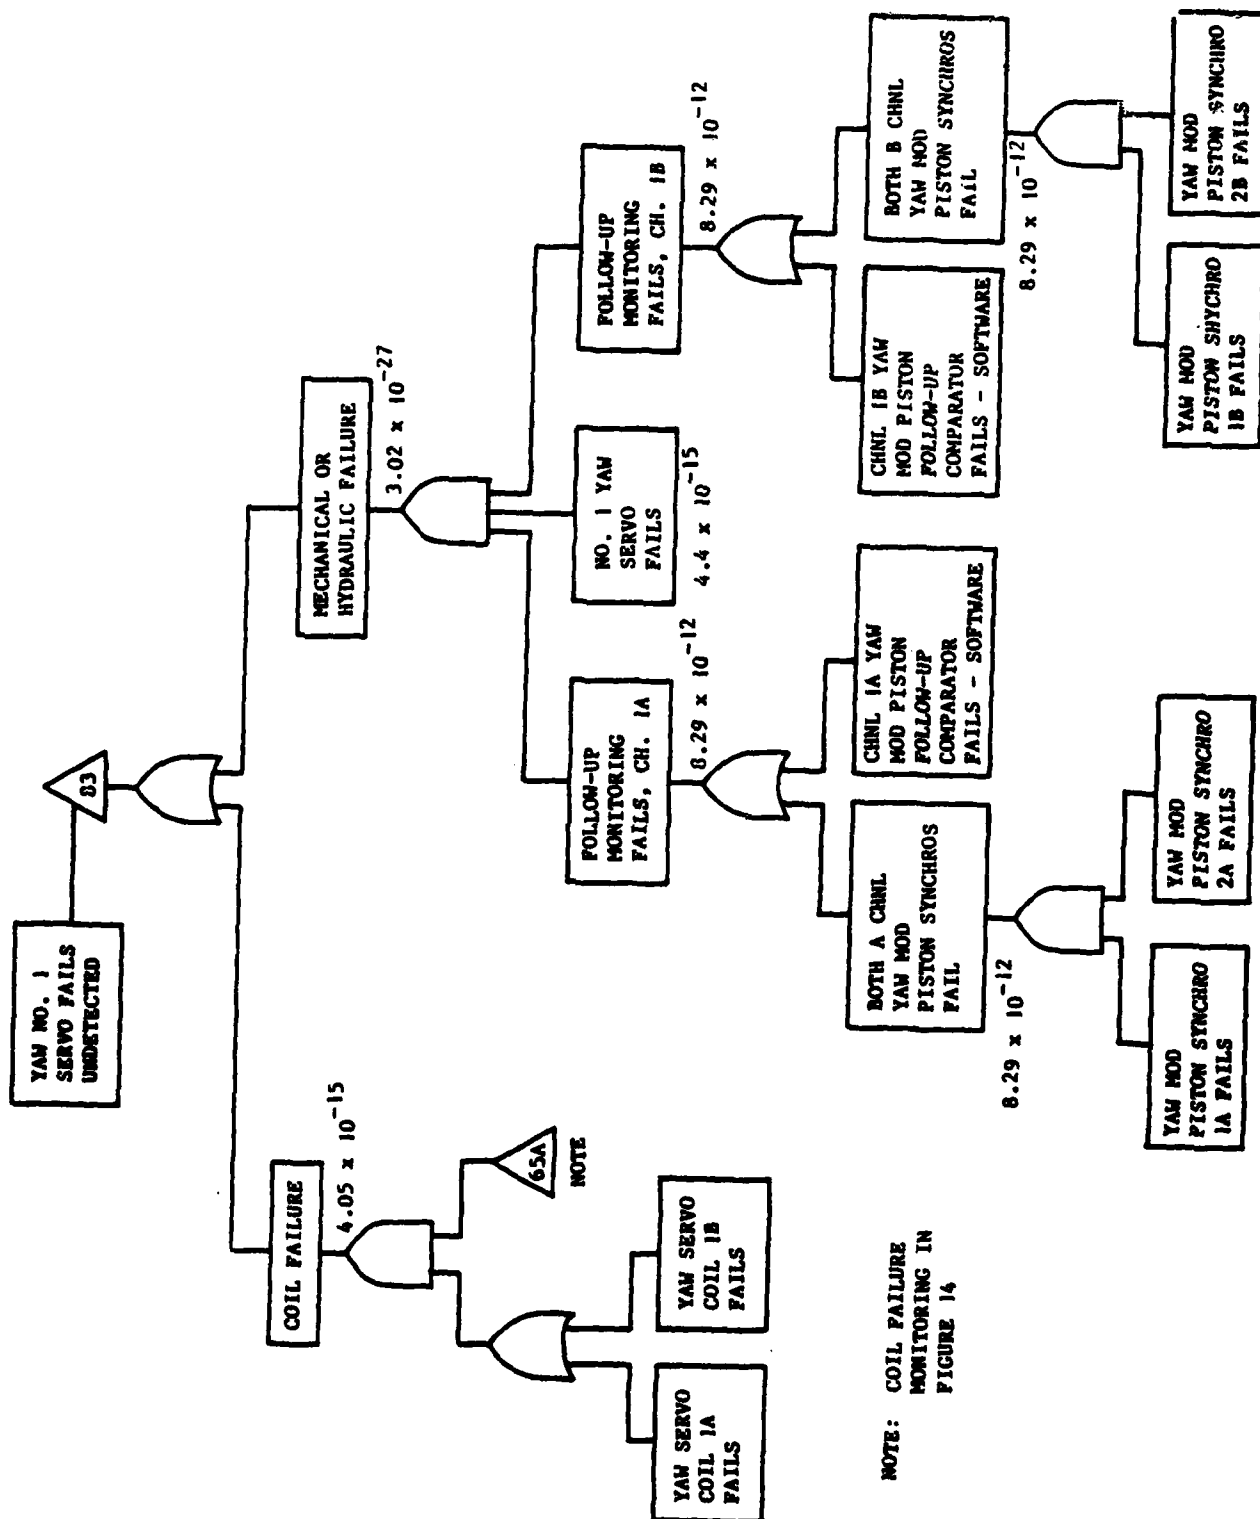 YAW NO. 1
SERVO FAILS
UNDETECTED
83
COIL FAILURE
4.05 x 10-15
MECHANICAL OR
HYDRAULIC FAILURE
3.02 x 10-27
65A
NOTE
YAW SERVO
COIL 1A
FAILS
YAW SERVO
COIL 1B
FAILS
FOLLOW-UP
MONITORING
FAILS, CH. 1A
8.29 x 10-12
NO. 1 YAW
SERVO
FAILS
4.4 x 10-15
FOLLOW-UP
MONITORING
FAILS, CH. 1B
8.29 x 10-12
BOTH A CHNL
YAW MOD
PISTON SYNCHROS
FAIL
8.29 x 10-12
CHNL 1A YAW
MOD PISTON
FOLLOW-UP
COMPARATOR
FAILS - SOFTWARE
CHNL 1B YAW
MOD PISTON
FOLLOW-UP
COMPARATOR
FAILS - SOFTWARE
BOTH B CHNL
YAW MOD
PISTON SYNCHROS
FAIL
8.29 x 10-12
YAW MOD
PISTON SYNCHRO
1A FAILS
YAW MOD
PISTON SYNCHRO
2A FAILS
YAW MOD
PISTON SHYCHRO
1B FAILS
YAW MOD
PISTON SYNCHRO
2B FAILS
NOTE: COIL FAILURE
MONITORING IN
FIGURE 14